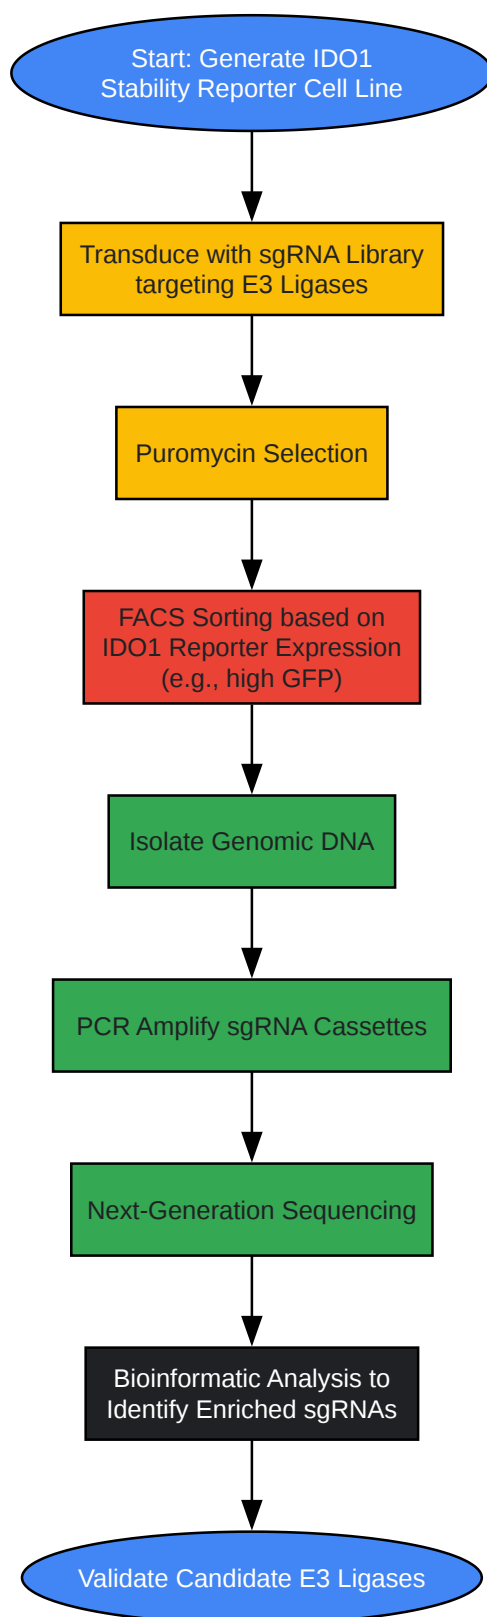 Start: Generate IDO1
Stability Reporter Cell Line
Transduce with sgRNA Library
targeting E3 Ligases
Puromycin Selection
FACS Sorting based on
IDO1 Reporter Expression
(e.g., high GFP)
Isolate Genomic DNA
PCR Amplify sgRNA Cassettes
Next-Generation Sequencing
Bioinformatic Analysis to
Identify Enriched sgRNAs
Validate Candidate E3 Ligases